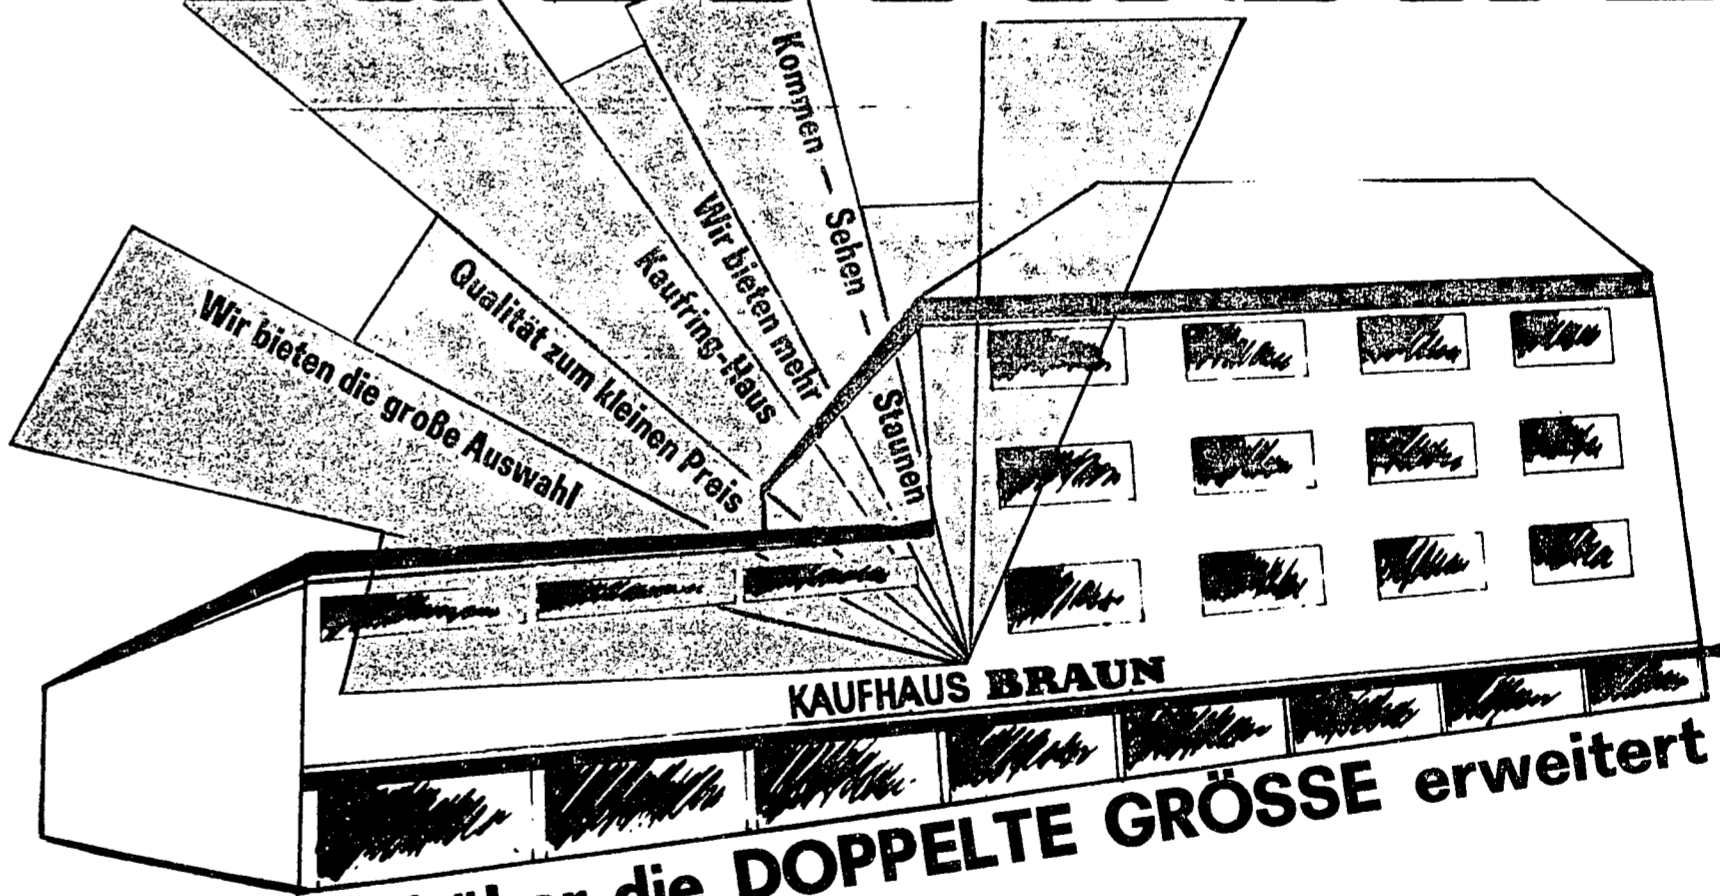 Kommen — Sehen — Staunen
Wir bieten mehr
Kaufring-Haus
Qualität zum kleinen Preis
Wir bieten die große Auswahl
KAUFHAUS BRAUN
über die DOPPELTE GRÖSSE erweitert